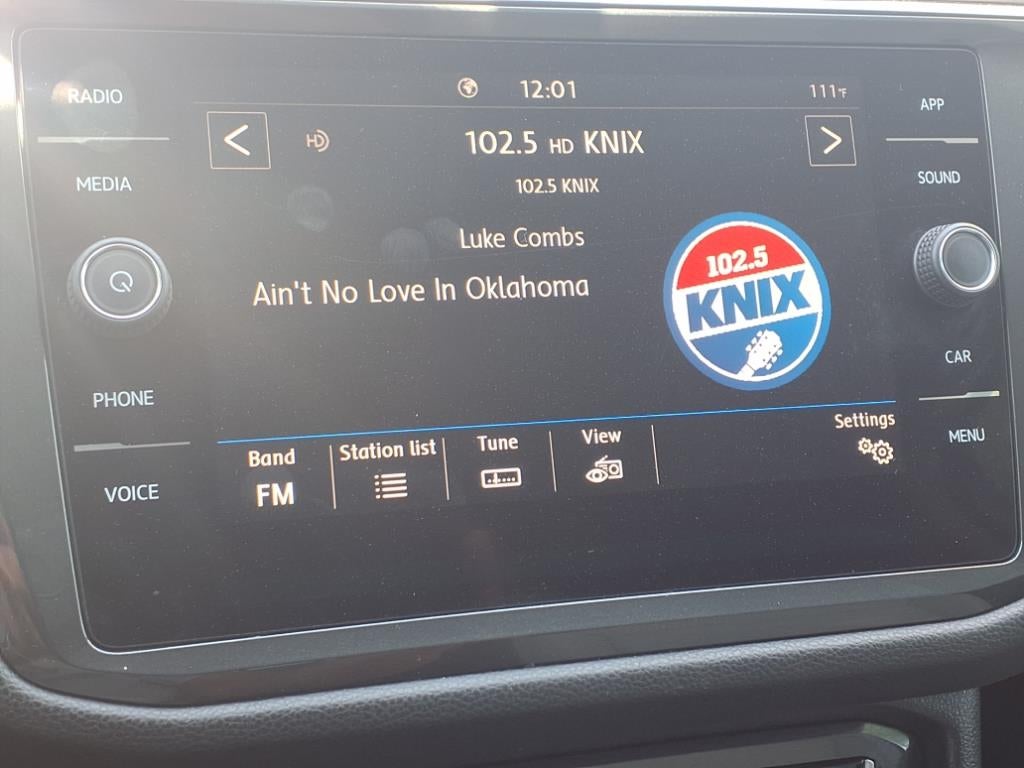 RADIO
MEDIA
PHONE
VOICE
12:01
111°F
HD
102.5 HD KNIX
102.5 KNIX
Luke Combs
Ain't No Love In Oklahoma
102.5
KNIX
Band
FM
Station list
Tune
View
Settings
APP
SOUND
CAR
MENU